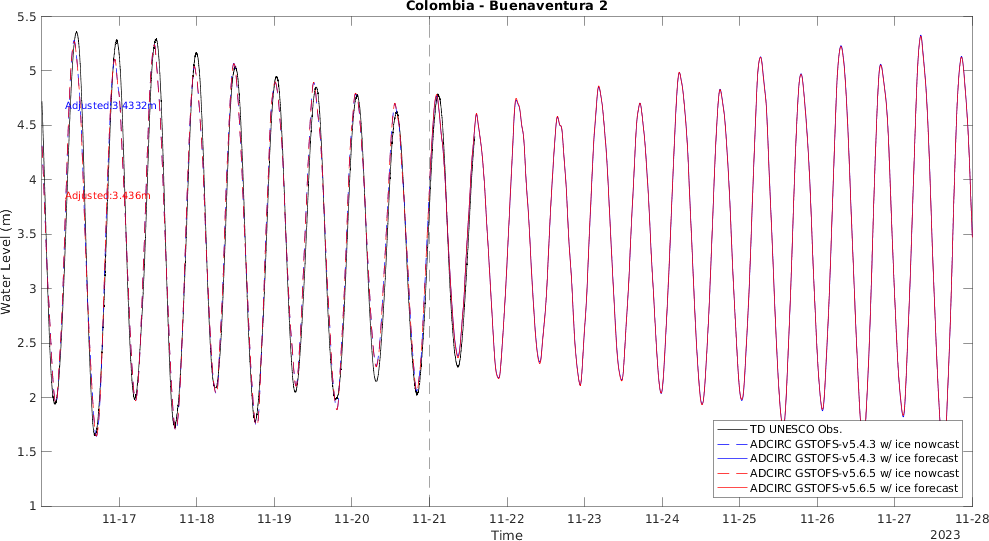 Colombia - Buenaventura 2
5.5
5
4.5
4
3.5
3
2.5
2
1.5
1
Water Level (m)
Adjusted:3.4332m
Adjusted:3.436m
TD UNESCO Obs.
ADCIRC GSTOFS-v5.4.3 w/ ice nowcast
ADCIRC GSTOFS-v5.4.3 w/ ice forecast
ADCIRC GSTOFS-v5.6.5 w/ ice nowcast
ADCIRC GSTOFS-v5.6.5 w/ ice forecast
11-17 11-18 11-19 11-20 11-21 11-22 11-23 11-24 11-25 11-26 11-27 11-28
Time
2023